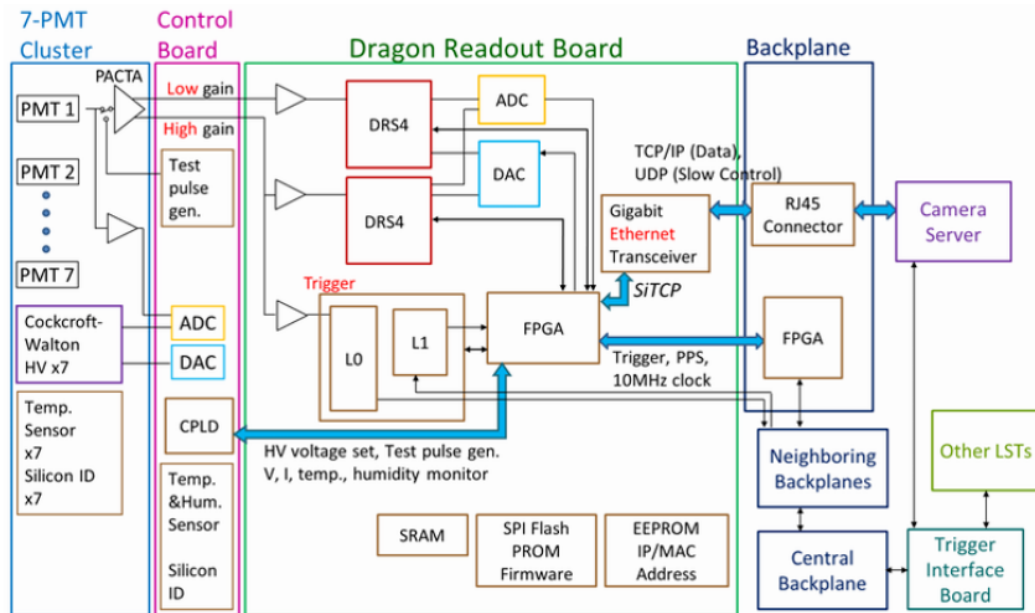 7-PMT
Cluster
Control
Board
Dragon Readout Board
Backplane
PACTA
PMT 1
PMT 2
PMT 7
Cockcroft-
Walton
HV x7
Temp.
Sensor
x7
Silicon ID
x7
Low gain
High gain
Test
pulse
gen.
ADC
DAC
CPLD
Temp.
&Hum.
Sensor
Silicon
ID
DRS4
DRS4
ADC
DAC
Trigger
L0
L1
FPGA
Gigabit
Ethernet
Transceiver
SiTCP
TCP/IP (Data),
UDP (Slow Control)
RJ45
Connector
Camera
Server
FPGA
Trigger, PPS,
10MHz clock
HV voltage set, Test pulse gen.
V, I, temp., humidity monitor
SRAM
SPI Flash
PROM
Firmware
EEPROM
IP/MAC
Address
Neighboring
Backplanes
Other LSTs
Central
Backplane
Trigger
Interface
Board